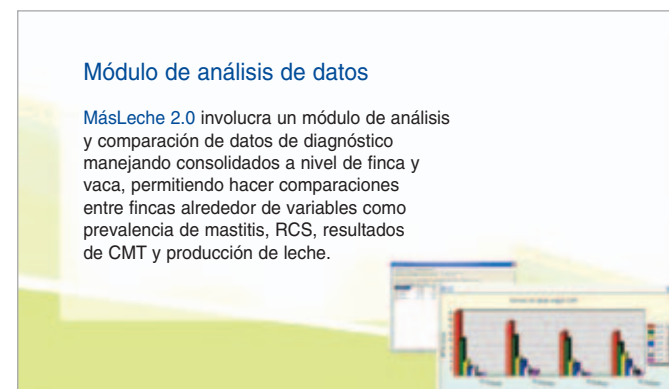 Módulo de análisis de datos
MásLeche 2.0 involucra un módulo de análisis
y comparación de datos de diagnóstico
manejando consolidados a nivel de finca y
vaca, permitiendo hacer comparaciones
entre fincas alrededor de variables como
prevalencia de mastitis, RCS, resultados
de CMT y producción de leche.